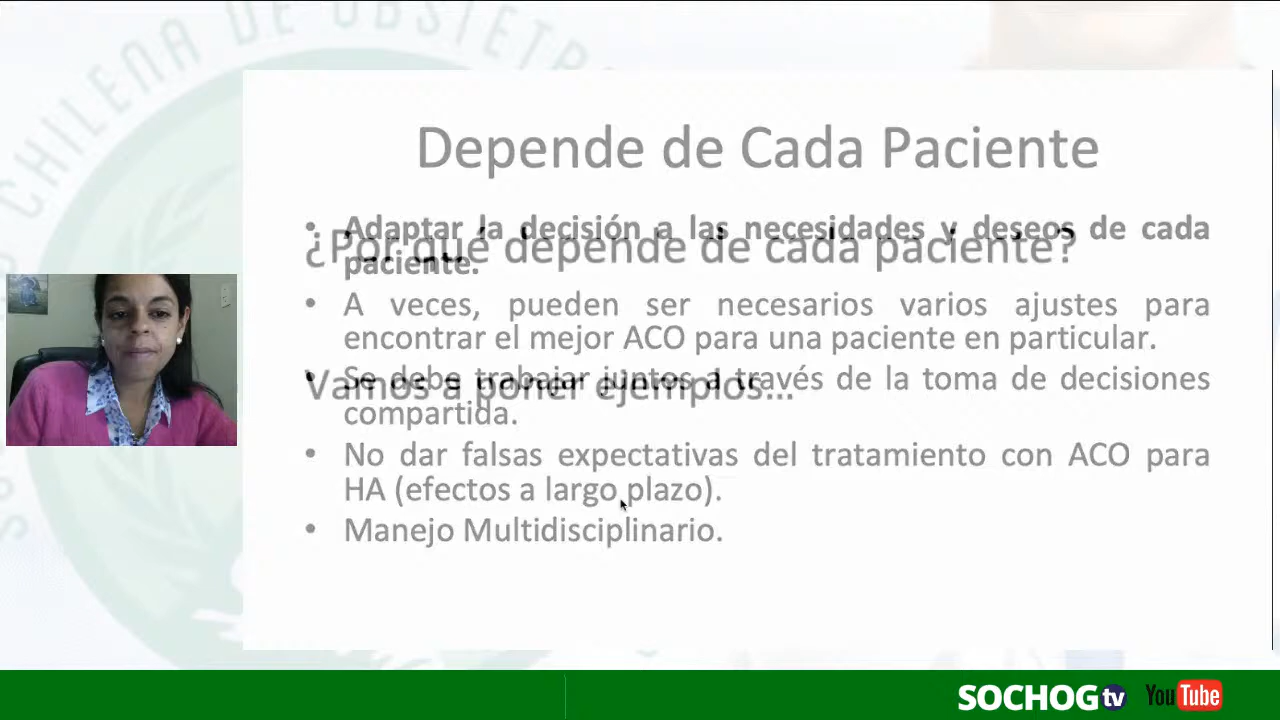 CHILENA DE OBSTETR
Depende de Cada Paciente
• Adaptar la decisión a las necesidades y deseos de cada
paciente.
¿Por qué depende de cada paciente?
• A veces, pueden ser necesarios varios ajustes para
encontrar el mejor ACO para una paciente en particular.
• Se debe trabajar juntos a través de la toma de decisiones
compartida.
Vamos a poner ejemplos...
• No dar falsas expectativas del tratamiento con ACO para
HA (efectos a largo plazo).
• Manejo Multidisciplinario.
SOCHOG tv YouTube